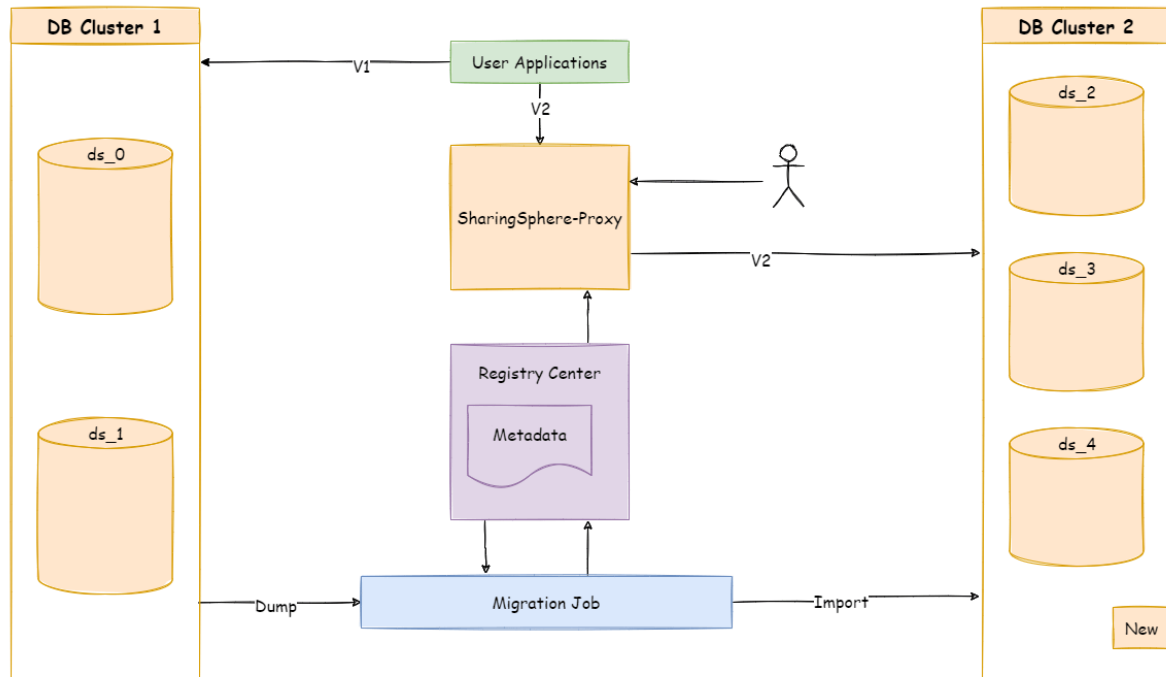 DB Cluster 1
DB Cluster 2
User Applications
V1
V2
ds_0
ds_2
SharingSphere-Proxy
V2
ds_3
Registry Center
Metadata
ds_1
ds_4
Dump
Migration Job
Import
New